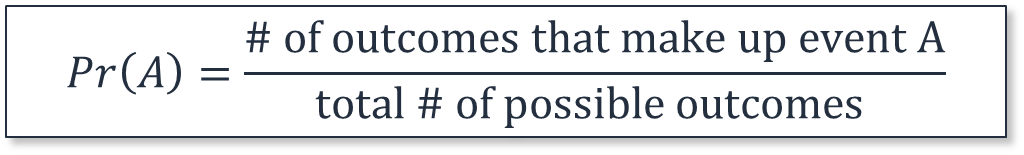 # of outcomes that make up event A
Pr(A) =
total # of possible outcomes